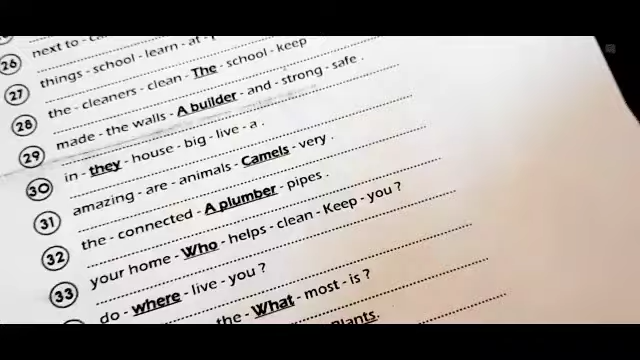 26 next to -
27 things - school - learn - at -
28 the - cleaners - clean - The - school - keep
29 made - the walls - A builder - and - strong - safe .
30 in - they - house - big - live - a .
31 amazing - are - animals - Camels - very .
32 the - connected - A plumber - pipes .
33 your home - Who - helps - clean - Keep - you ?
do - where - live - you ?
the - What - most - is ?
Plants.